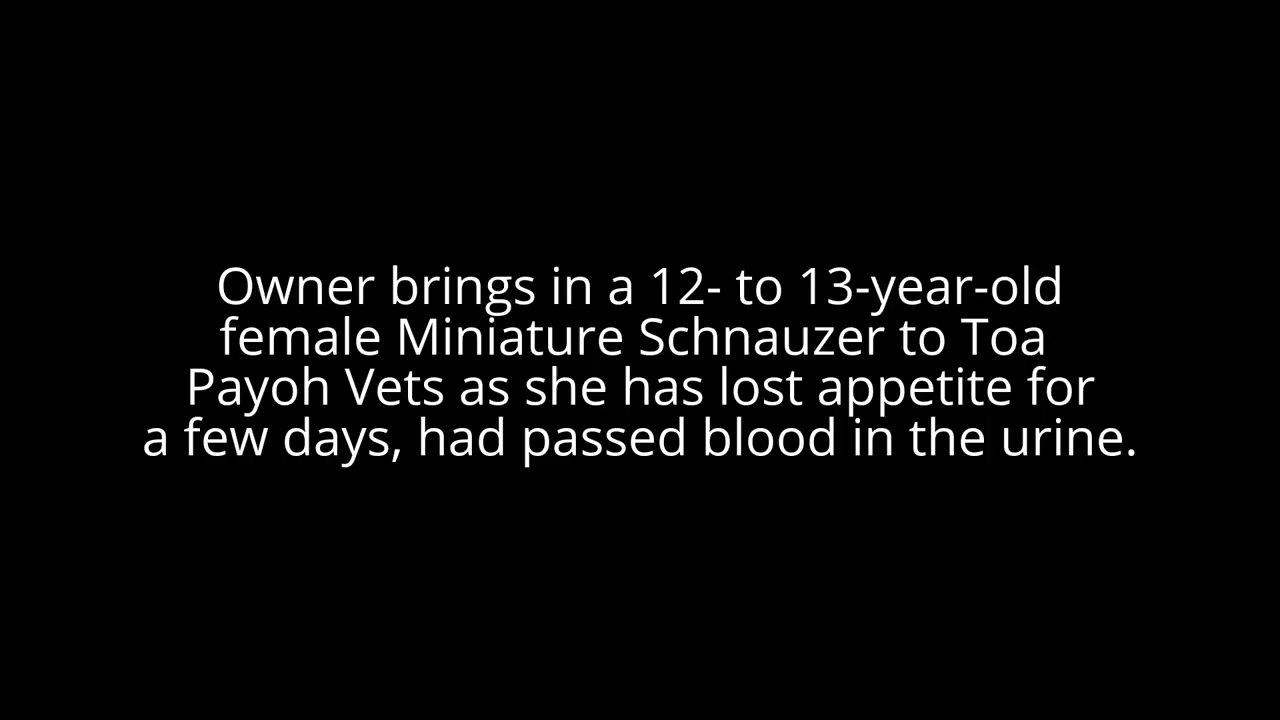 Owner brings in a 12- to 13-year-old
female Miniature Schnauzer to Toa
Payoh Vets as she has lost appetite for
a few days, had passed blood in the urine.